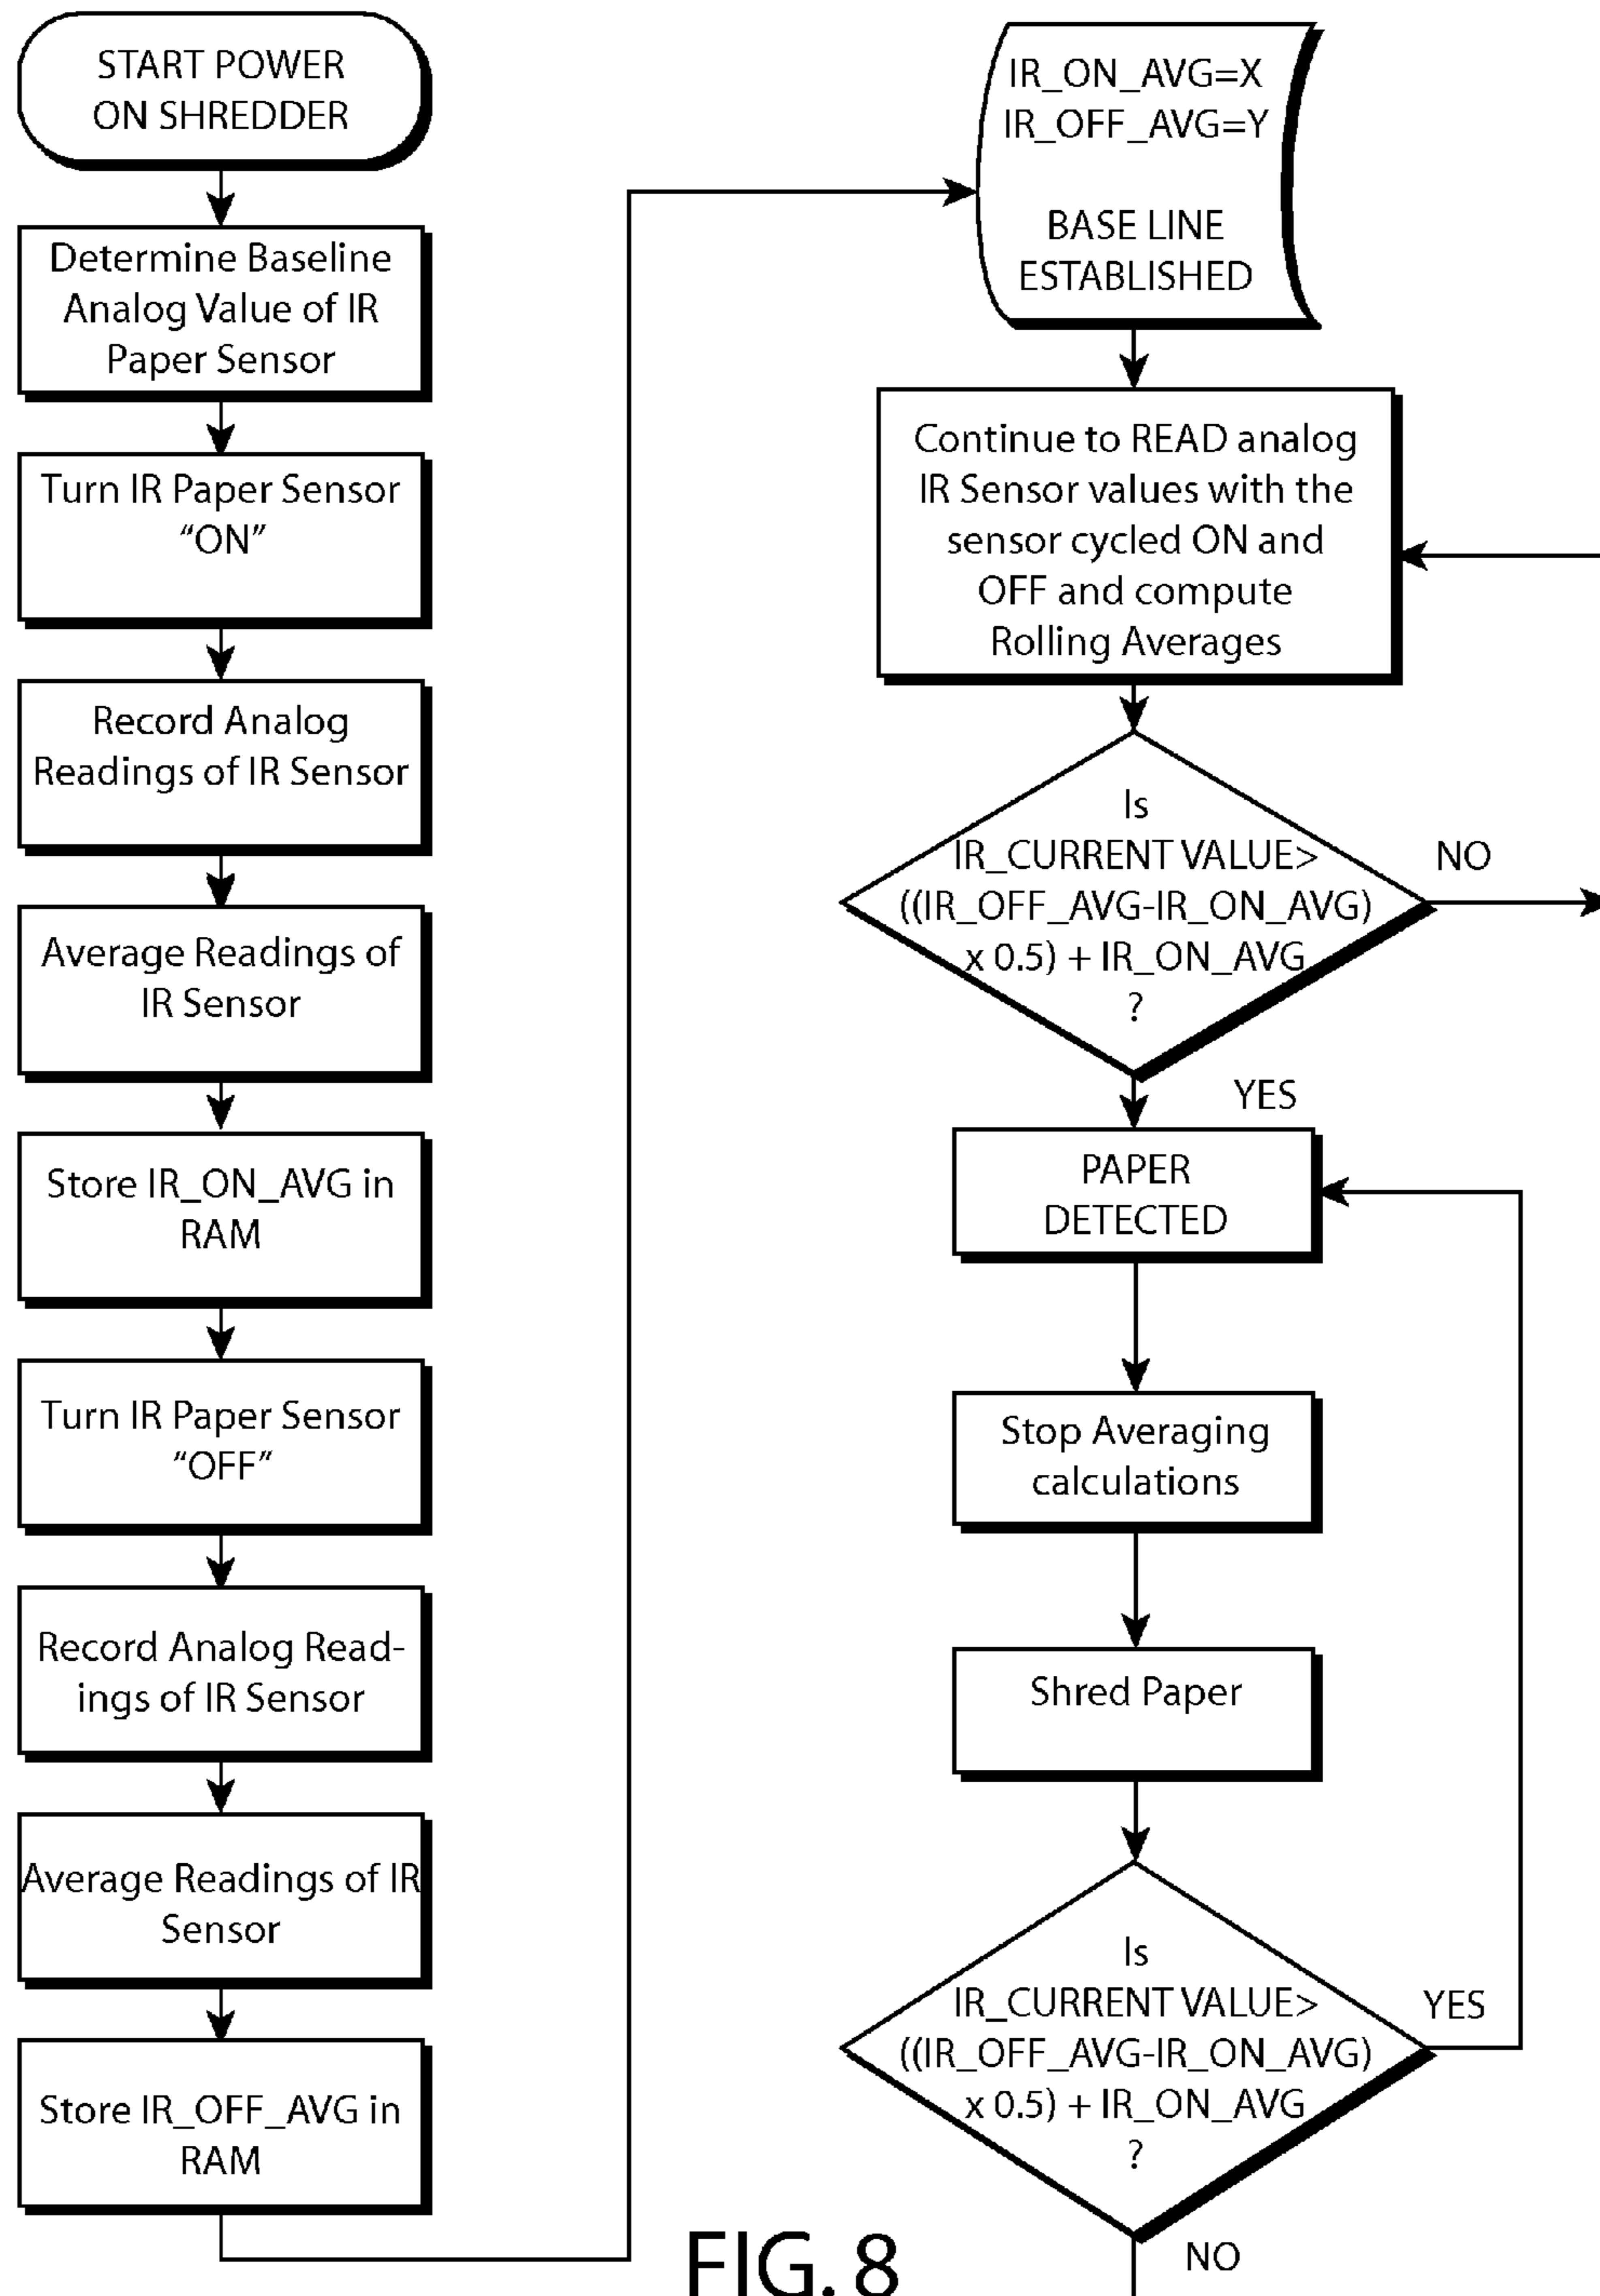 START POWER
ON SHREDDER
Determine Baseline
Analog Value of IR
Paper Sensor
Turn IR Paper Sensor
“ON”
Record Analog
Readings of IR Sensor
Average Readings of
IR Sensor
Store IR_ON_AVG in
RAM
Turn IR Paper Sensor
“OFF”
Record Analog Read-
ings of IR Sensor
Average Readings of IR
Sensor
Store IR_OFF_AVG in
RAM
IR_ON_AVG=X
IR_OFF_AVG=Y
BASE LINE
ESTABLISHED
Continue to READ analog
IR Sensor values with the
sensor cycled ON and
OFF and compute
Rolling Averages
Is
IR_CURRENT VALUE>
((IR_OFF_AVG-IR_ON_AVG)
x 0.5) + IR_ON_AVG
?
NO
YES
PAPER
DETECTED
Stop Averaging
calculations
Shred Paper
Is
IR_CURRENT VALUE>
((IR_OFF_AVG-IR_ON_AVG)
x 0.5) + IR_ON_AVG
?
YES
NO
FIG. 8